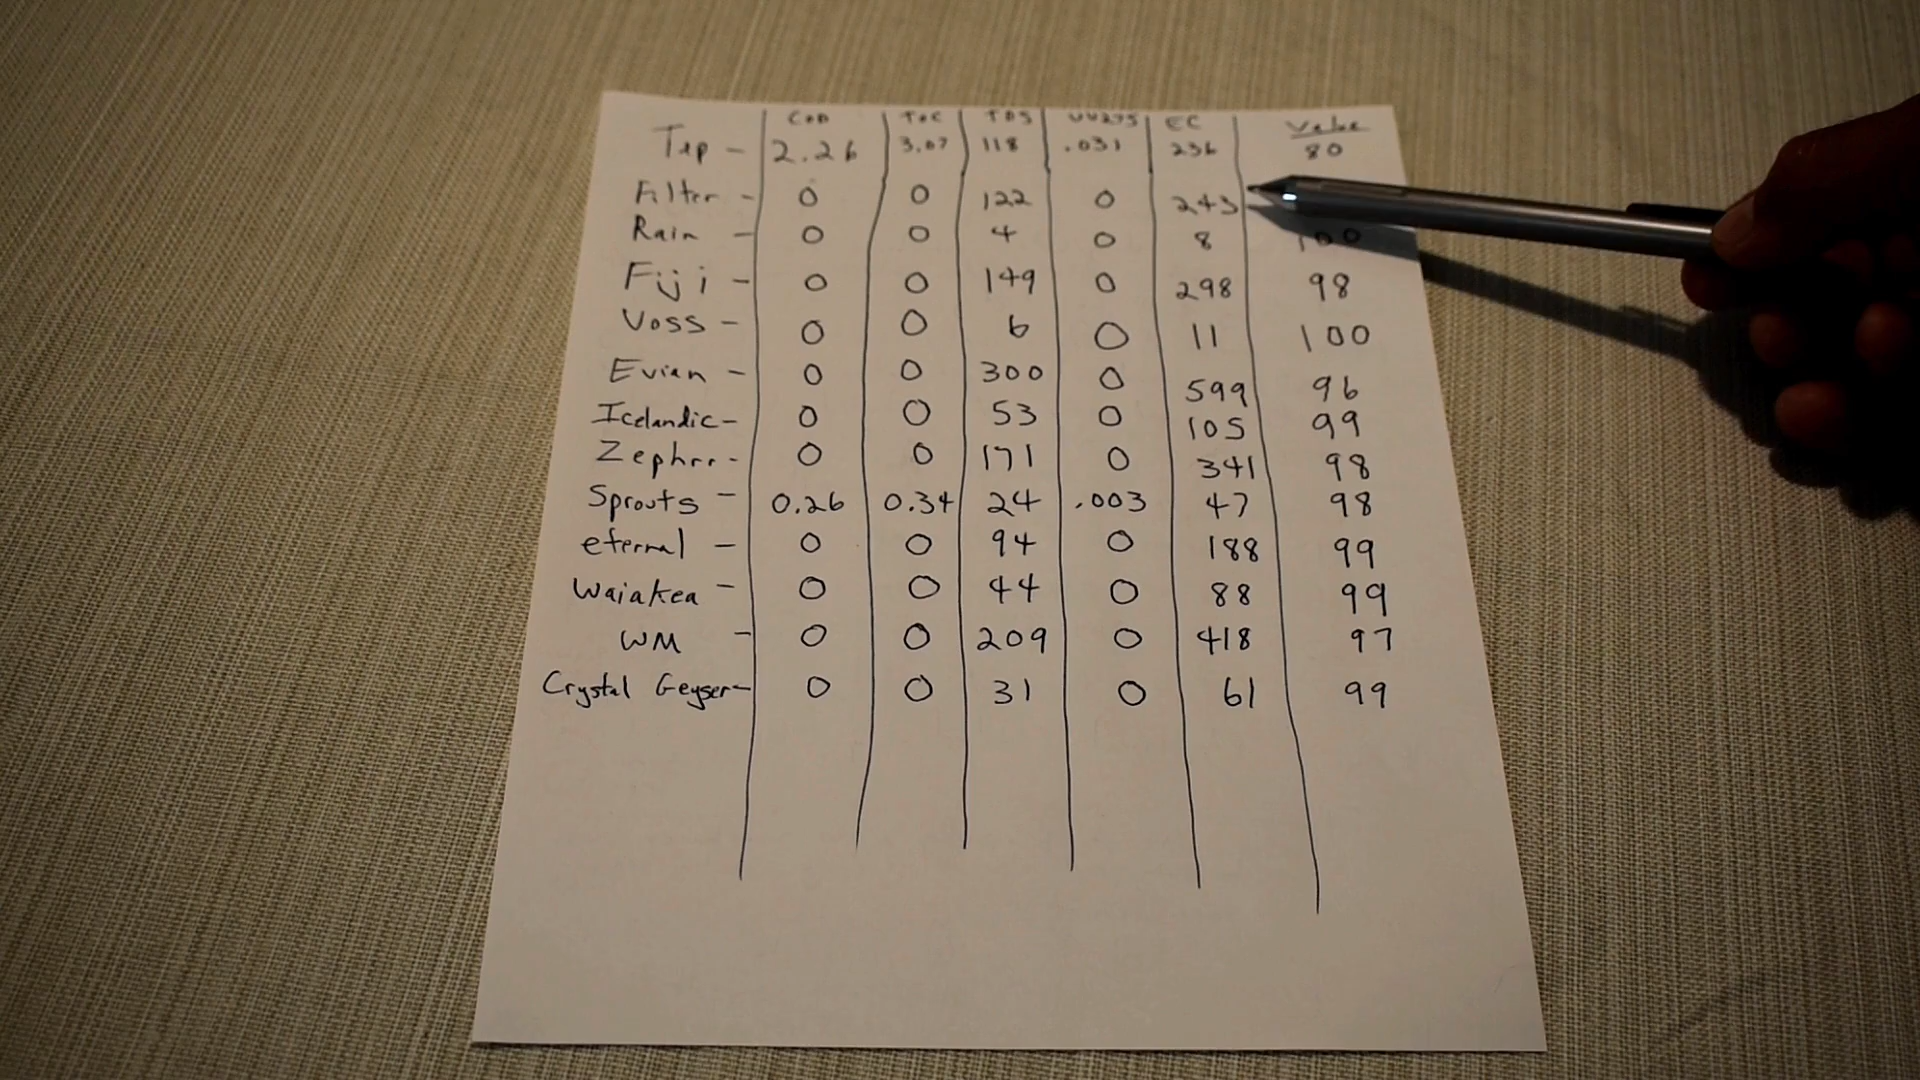 COD TOC TDS UV275 EC Value
Tap - 2.26 3.07 118 .031 236 80
Filter - 0 0 122 0 243
Rain - 0 0 4 0 8 100
Fiji - 0 0 149 0 298 98
Voss - 0 0 6 0 11 100
Evian - 0 0 300 0 599 96
Icelandic - 0 0 53 0 105 99
Zephrr - 0 0 171 0 341 98
Sprouts - 0.26 0.34 24 .003 47 98
eternal - 0 0 94 0 188 99
Waiakea - 0 0 44 0 88 99
WM - 0 0 209 0 418 97
Crystal Geyser - 0 0 31 0 61 99